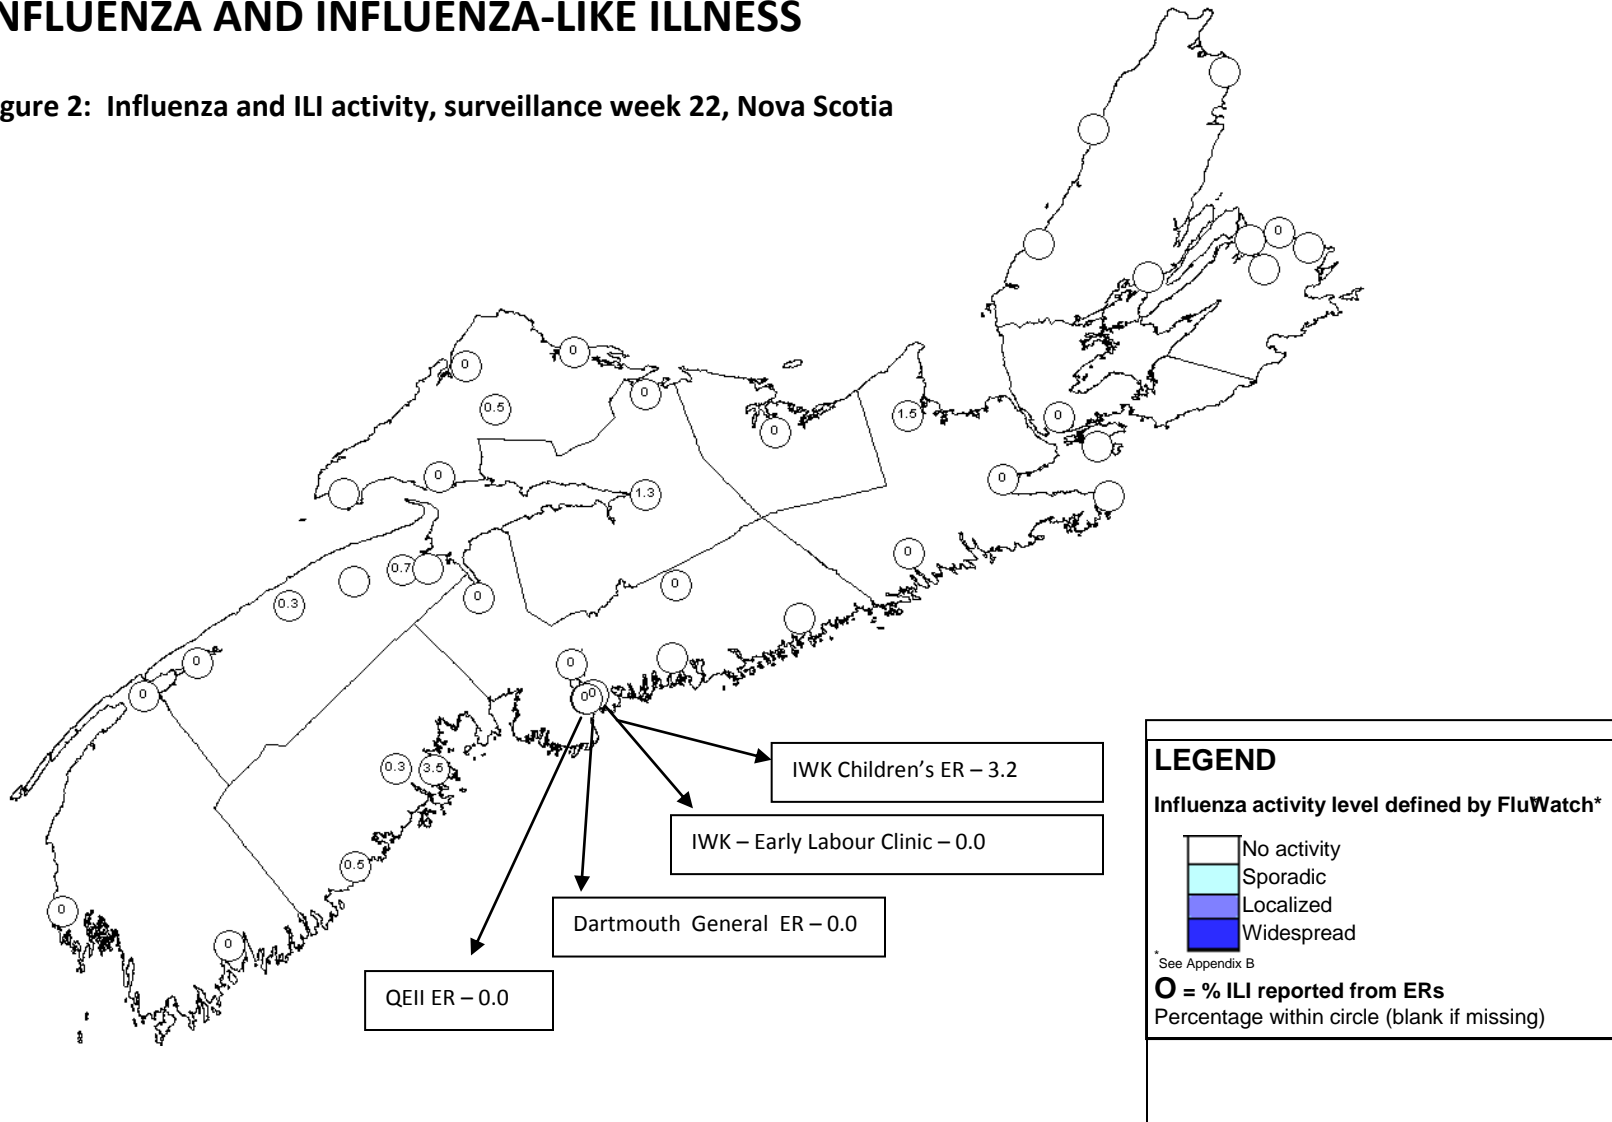 NFLUENZA AND INFLUENZA-LIKE ILLNESS
gure 2: Influenza and ILI activity, surveillance week 22, Nova Scotia
0
0
0
0
0.5
1.5
0
0
0
0
1.3
0
0.7
0
0
0.3
0
0
0
0
0
0.3
3.5
0.5
0
0
IWK Children's ER – 3.2
IWK – Early Labour Clinic – 0.0
Dartmouth General ER – 0.0
QEII ER – 0.0
LEGEND
Influenza activity level defined by FluWatch*
No activity
Sporadic
Localized
Widespread
*See Appendix B
O = % ILI reported from ERs
Percentage within circle (blank if missing)